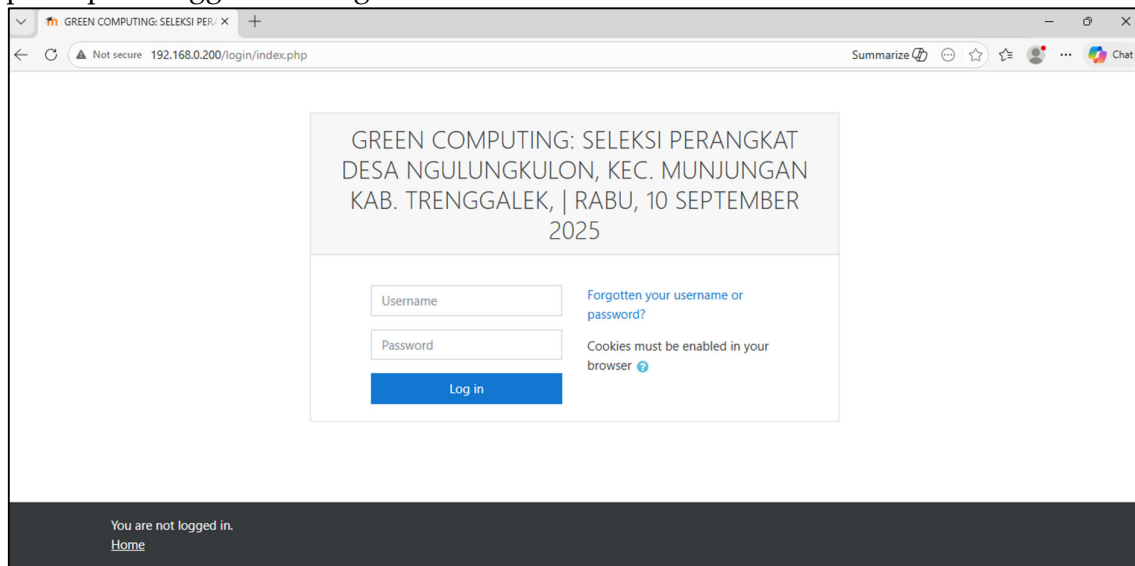 GREEN COMPUTING: SELEKSI PER
Not secure 192.168.0.200/login/index.php
Summarize
Chat
GREEN COMPUTING: SELEKSI PERANGKAT
DESA NGULUNGKULON, KEC. MUNJUNGAN
KAB. TRENGGALEK, | RABU, 10 SEPTEMBER
2025
Username
Forgotten your username or
password?
Password
Cookies must be enabled in your
browser
Log in
You are not logged in.
Home